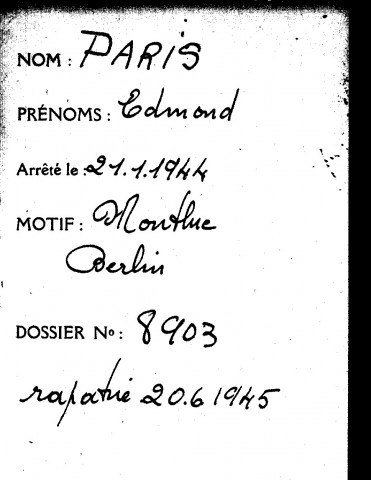 NOM : PARIS
PRÉNOMS : Edmond
Arrêté le : 21.1.1944
MOTIF : Montluc
Berlin
DOSSIER No : 8903
rapatrié 20.6 1945